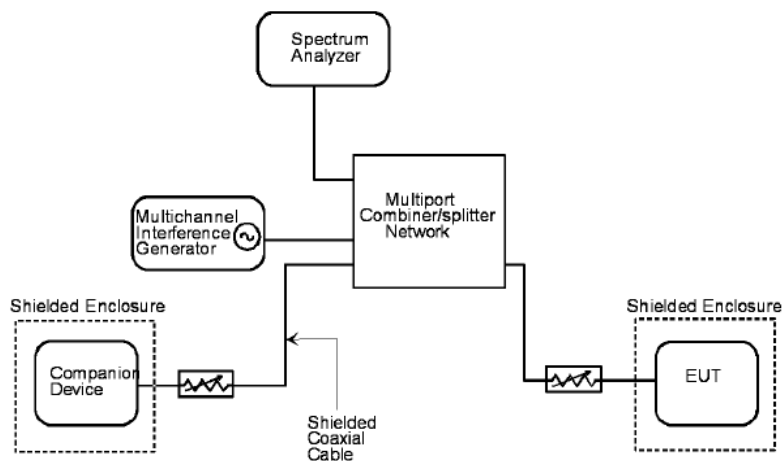 Spectrum
Analyzer
Multiport
Combiner/splitter
Network
Multichannel
Interference
Generator
Shielded Enclosure
Companion
Device
Shielded Enclosure
EUT
Shielded
Coaxial
Cable